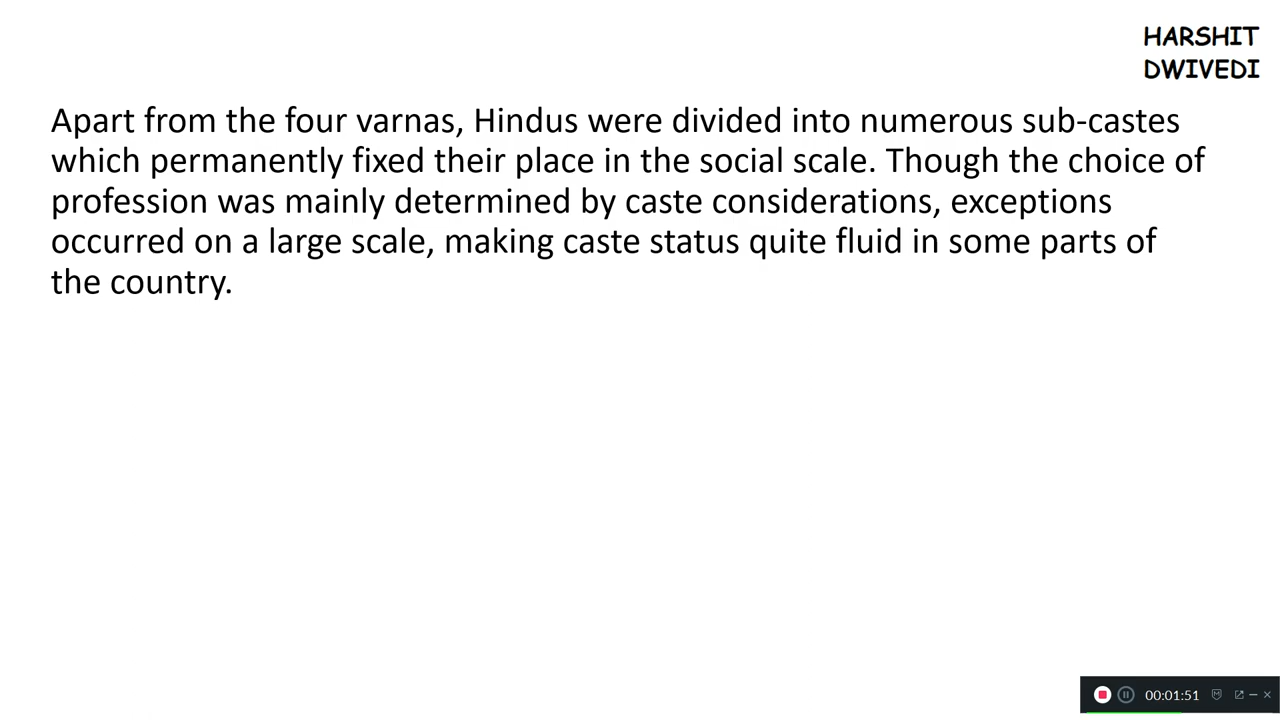 HARSHIT
DWIVEDI
Apart from the four varnas, Hindus were divided into numerous sub-castes
which permanently fixed their place in the social scale. Though the choice of
profession was mainly determined by caste considerations, exceptions
occurred on a large scale, making caste status quite fluid in some parts of
the country.
00:01:51